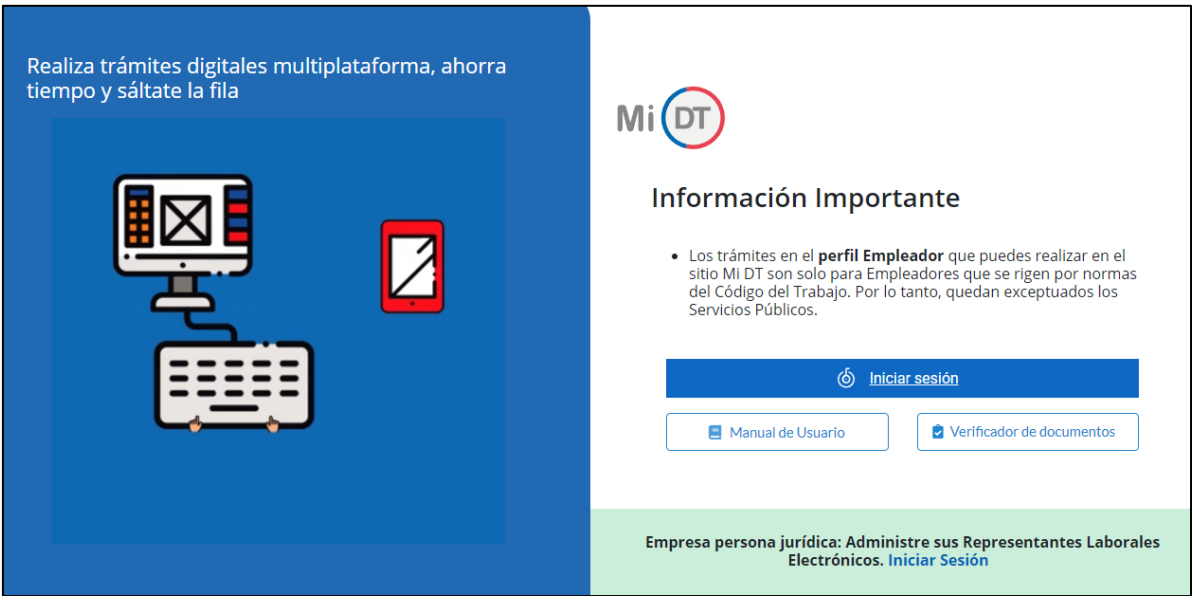 Realiza trámites digitales multiplataforma, ahorra
tiempo y sáltate la fila
Mi DT
Información Importante
• Los trámites en el perfil Empleador que puedes realizar en el
sitio Mi DT son solo para Empleadores que se rigen por normas
del Código del Trabajo. Por lo tanto, quedan exceptuados los
Servicios Públicos.
Iniciar sesión
Manual de Usuario
Verificador de documentos
Empresa persona jurídica: Administre sus Representantes Laborales
Electrónicos. Iniciar Sesión